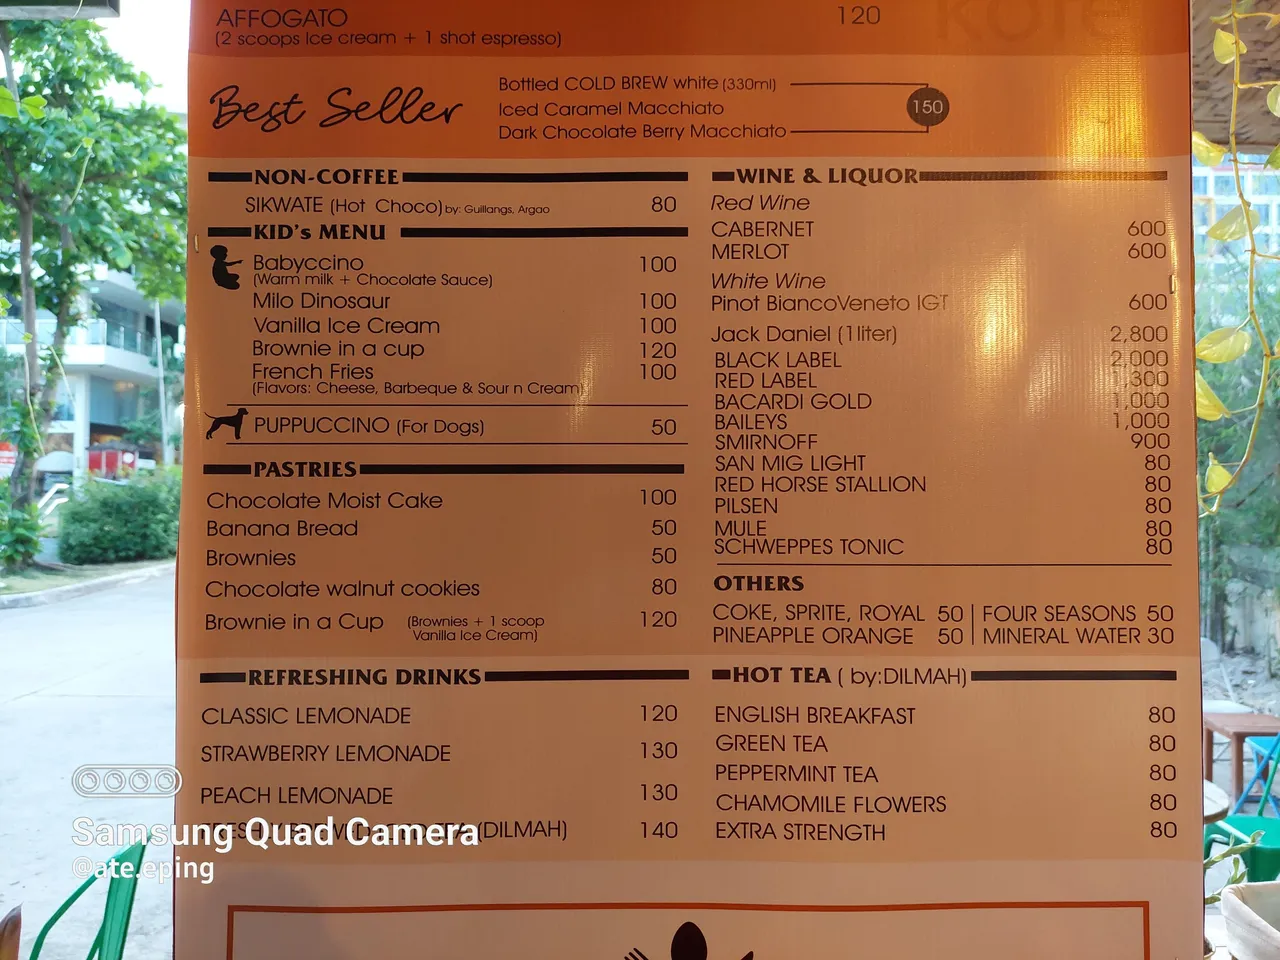 AFFOGATO 120
(2 scoops Ice cream + 1 shot espresso)
Best Seller
Bottled COLD BREW white (330ml)
Iced Caramel Macchiato
Dark Chocolate Berry Macchiato
150
NON-COFFEE
SIKWATE (Hot Choco) by: Guillangs, Argao 80
KID's MENU
Babyccino 100
(Warm milk + Chocolate Sauce)
Milo Dinosaur 100
Vanilla Ice Cream 100
Brownie in a cup 120
French Fries 100
(Flavors: Cheese, Barbeque & Sour n Cream)
PUPPUCCINO (For Dogs) 50
PASTRIES
Chocolate Moist Cake 100
Banana Bread 50
Brownies 50
Chocolate walnut cookies 80
Brownie in a Cup (Brownies + 1 scoop 120
Vanilla Ice Cream)
REFRESHING DRINKS
CLASSIC LEMONADE 120
STRAWBERRY LEMONADE 130
PEACH LEMONADE 130
(DILMAH) 140
WINE & LIQUOR
Red Wine
CABERNET 600
MERLOT 600
White Wine
Pinot BiancoVeneto IGT 600
Jack Daniel (1liter) 2,800
BLACK LABEL 2,000
RED LABEL 1,300
BACARDI GOLD 1,000
BAILEYS 1,000
SMIRNOFF 900
SAN MIG LIGHT 80
RED HORSE STALLION 80
PILSEN 80
MULE 80
SCHWEPPES TONIC 80
OTHERS
COKE, SPRITE, ROYAL 50 | FOUR SEASONS 50
PINEAPPLE ORANGE 50 | MINERAL WATER 30
HOT TEA ( by:DILMAH)
ENGLISH BREAKFAST 80
GREEN TEA 80
PEPPERMINT TEA 80
CHAMOMILE FLOWERS 80
EXTRA STRENGTH 80
Samsung Quad Camera
@ate.eping